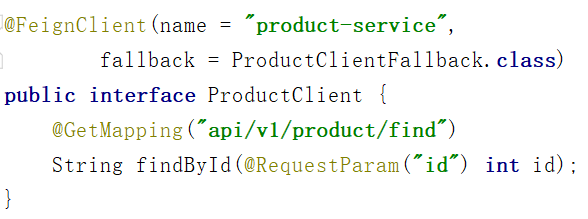 @FeignClient(name = "product-service",
fallback = ProductClientFallback.class)
public interface ProductClient {
@GetMapping("api/v1/product/find")
String findById(@RequestParam("id") int id);
}